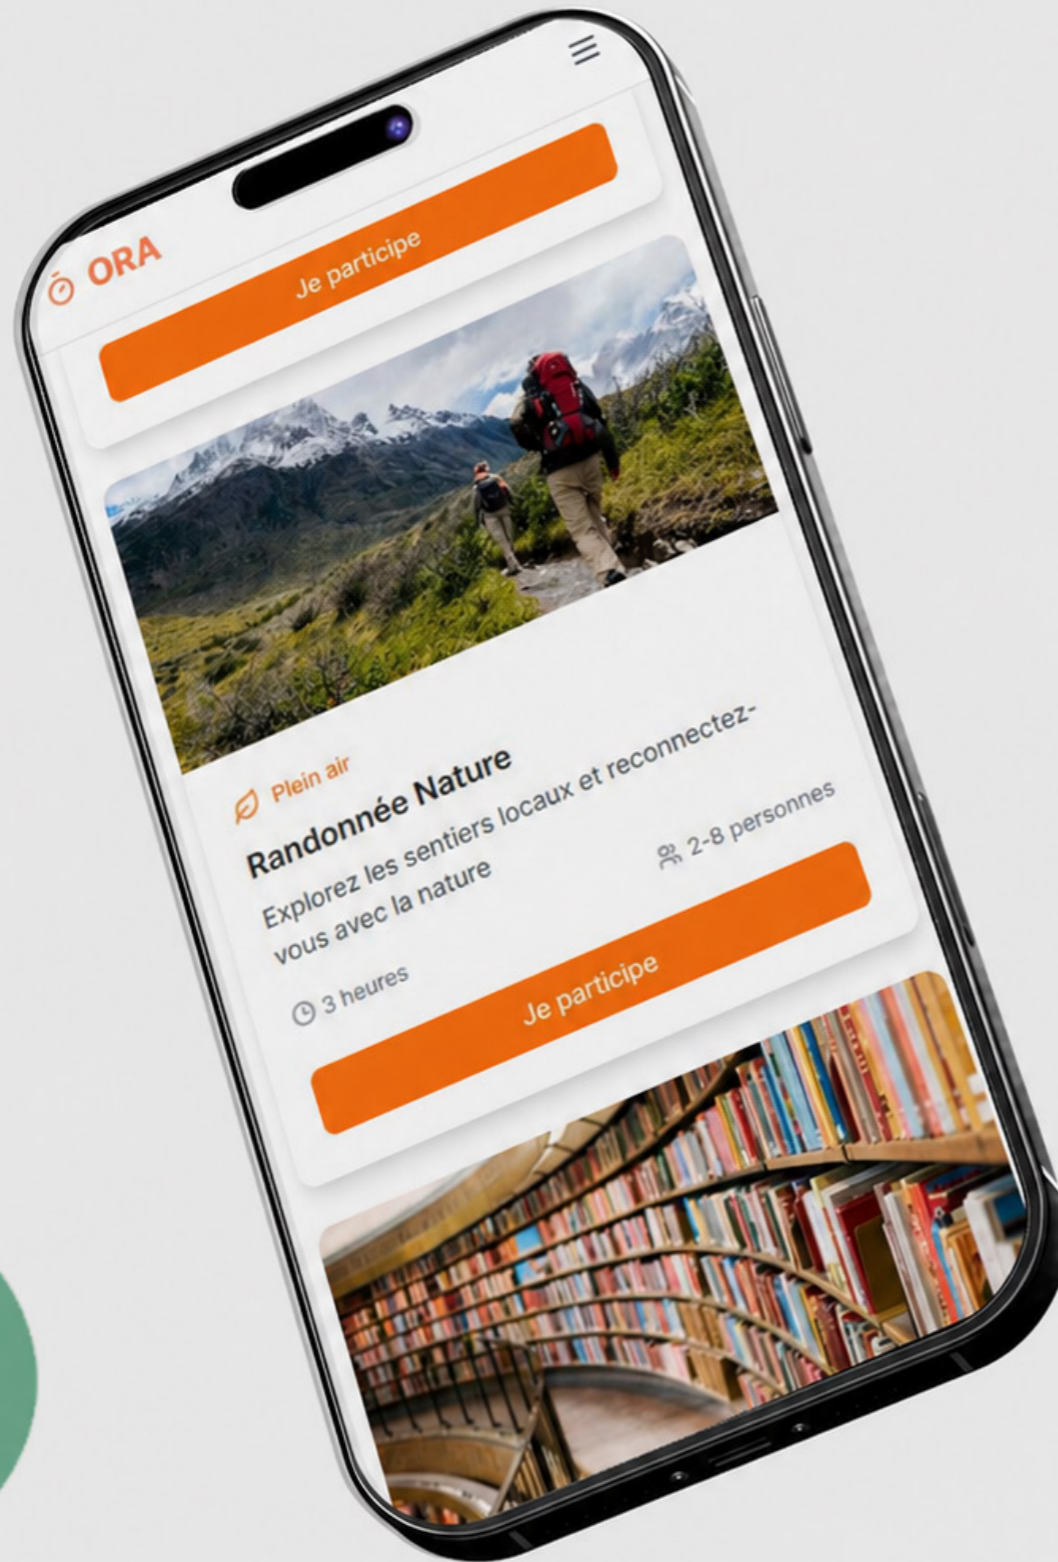 ORA
Je participe
Plein air
Randonnée Nature
Explorez les sentiers locaux et reconnectez-
vous avec la nature
3 heures
2-8 personnes
Je participe